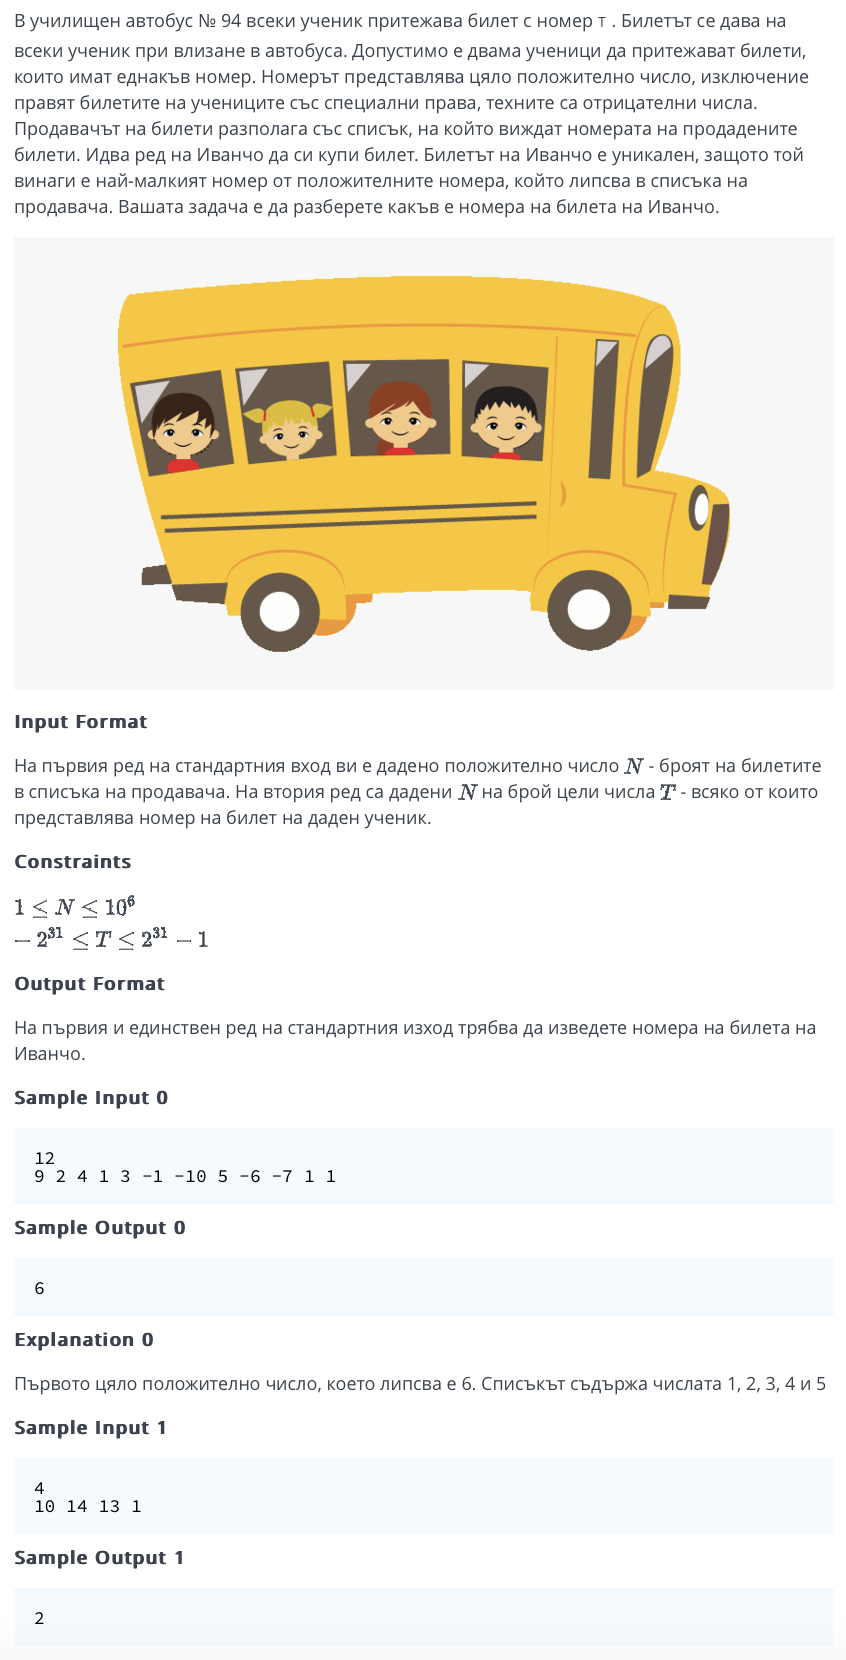 В училищен автобус № 94 всеки ученик притежава билет с номер т . Билетът се дава на
всеки ученик при влизане в автобуса. Допустимо е двама ученици да притежават билети,
които имат еднакъв номер. Номерът представлява цяло положително число, изключение
правят билетите на учениците със специални права, техните са отрицателни числа.
Продавачът на билети разполага със списък, на който виждат номерата на продадените
билети. Идва ред на Иванчо да си купи билет. Билетът на Иванчо е уникален, защото той
винаги е най-малкият номер от положителните номера, който липсва в списъка на
продавача. Вашата задача е да разберете какъв е номера на билета на Иванчо.
Input Format
На първия ред на стандартния вход ви е дадено положително число N - броят на билетите
в списъка на продавача. На втория ред са дадени N на брой цели числа T - всяко от които
представлява номер на билет на даден ученик.
Constraints
1 ≤ N ≤ 10⁶
− 2³¹ ≤ T ≤ 2³¹ − 1
Output Format
На първия и единствен ред на стандартния изход трябва да изведете номера на билета на
Иванчо.
Sample Input 0
12
9 2 4 1 3 -1 -10 5 -6 -7 1 1
Sample Output 0
6
Explanation 0
Първото цяло положително число, което липсва е 6. Списъкът съдържа числата 1, 2, 3, 4 и 5
Sample Input 1
4
10 14 13 1
Sample Output 1
2